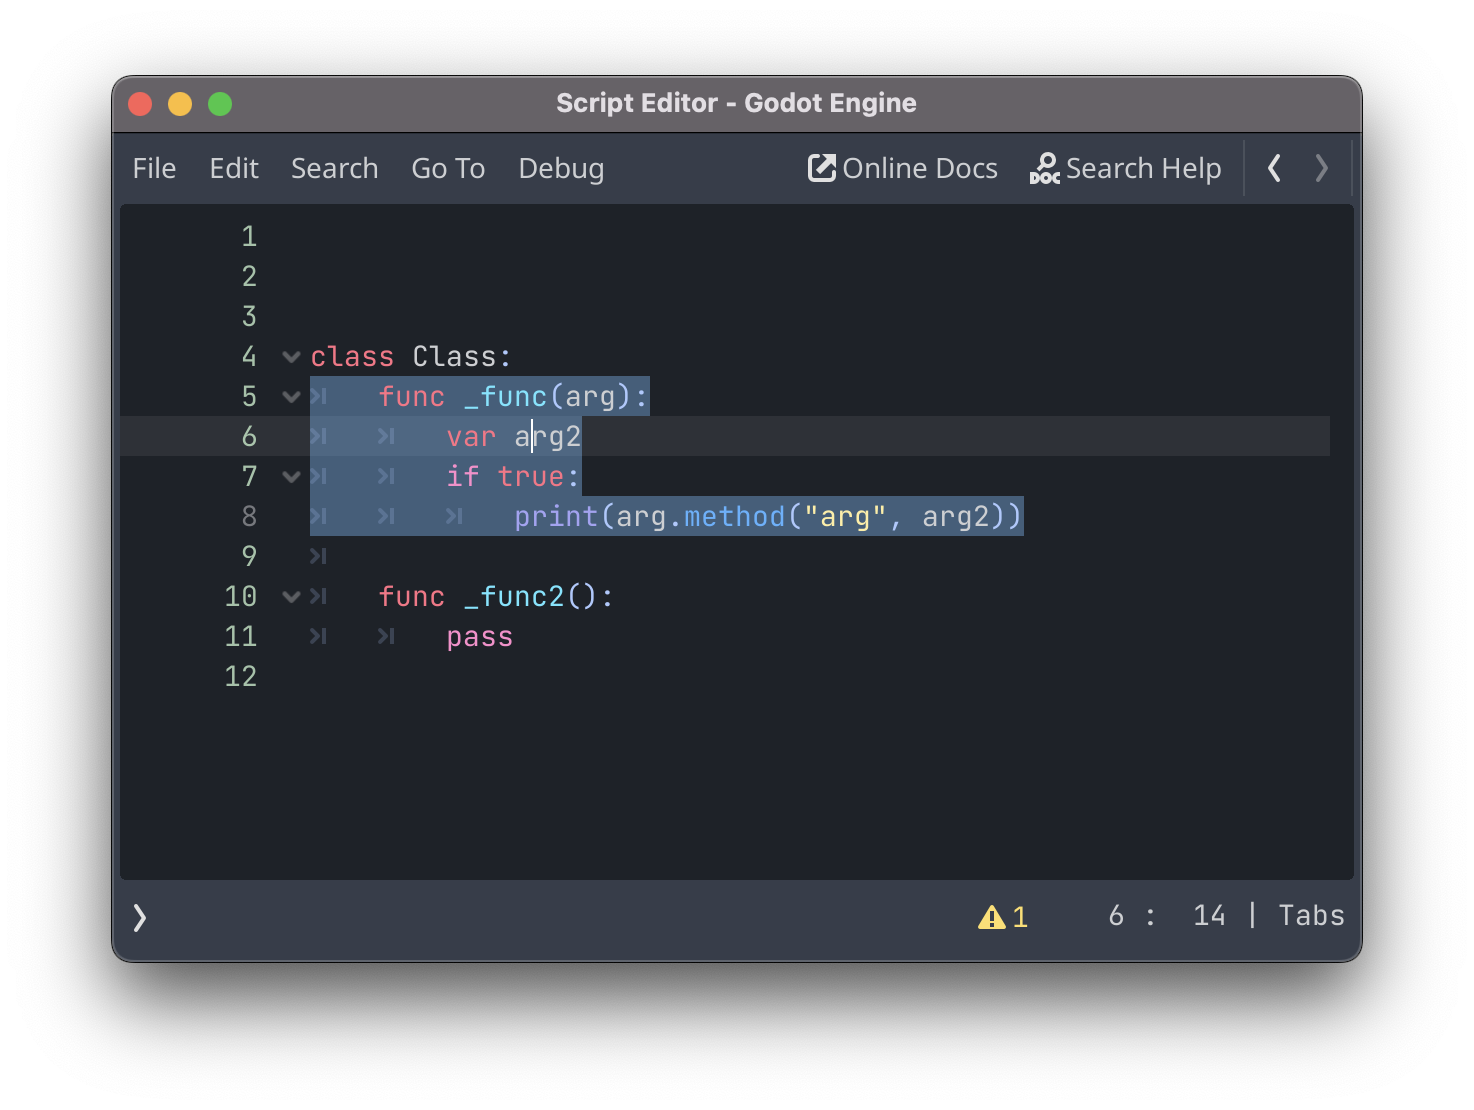 Script Editor - Godot Engine
File Edit Search Go To Debug Online Docs DOC Search Help
1
2
3
4 class Class:
5 func _func(arg):
6 var arg2
7 if true:
8 print(arg.method("arg", arg2))
9
10 func _func2():
11 pass
12
1 6 : 14 | Tabs